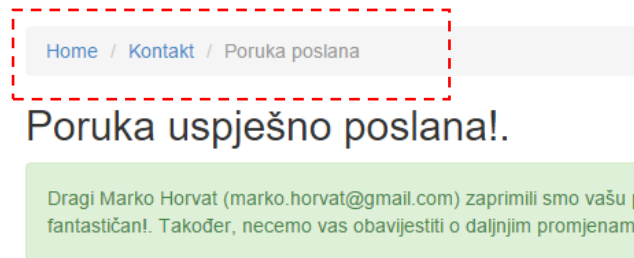 Home / Kontakt / Poruka poslana
Poruka uspješno poslana!.
Dragi Marko Horvat (marko.horvat@gmail.com) zaprimili smo vašu
fantastičan!. Također, necemo vas obavijestiti o daljnjim promjenam